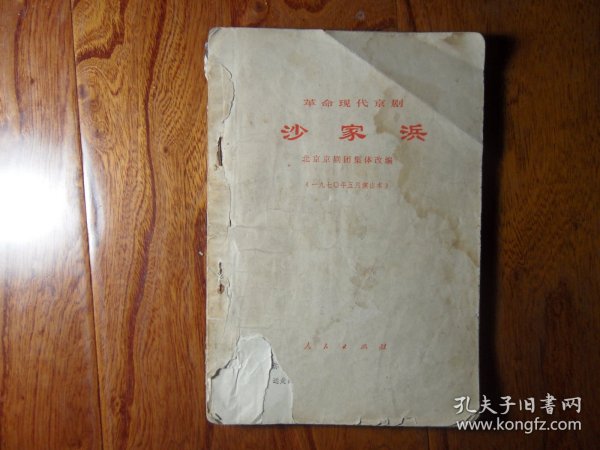 革命现代京剧
沙家浜
北京京剧团集体改编
（一九七〇年五月演出本）
人民出版社
孔夫子旧书网
www.kongfz.com